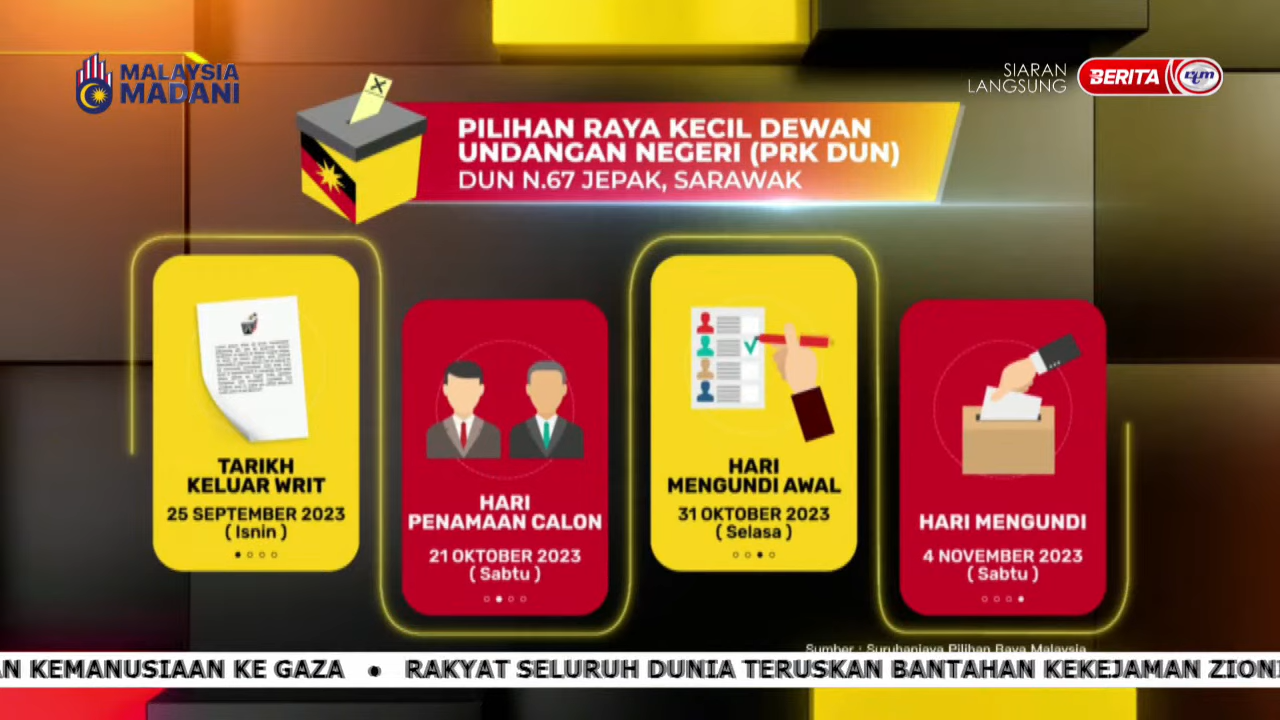 MALAYSIA
MADANI
SIARAN
LANGSUNG
BERITA rtm
PILIHAN RAYA KECIL DEWAN
UNDANGAN NEGERI (PRK DUN)
DUN N.67 JEPAK, SARAWAK
TARIKH
KELUAR WRIT
25 SEPTEMBER 2023
( Isnin )
HARI
PENAMAAN CALON
21 OKTOBER 2023
( Sabtu )
HARI
MENGUNDI AWAL
31 OKTOBER 2023
( Selasa )
HARI MENGUNDI
4 NOVEMBER 2023
( Sabtu )
Sumber : Suruhanjaya Pilihan Raya Malaysia
AN KEMANUSIAAN KE GAZA • RAKYAT SELURUH DUNIA TERUSKAN BANTAHAN KEKEJAMAN ZIONI